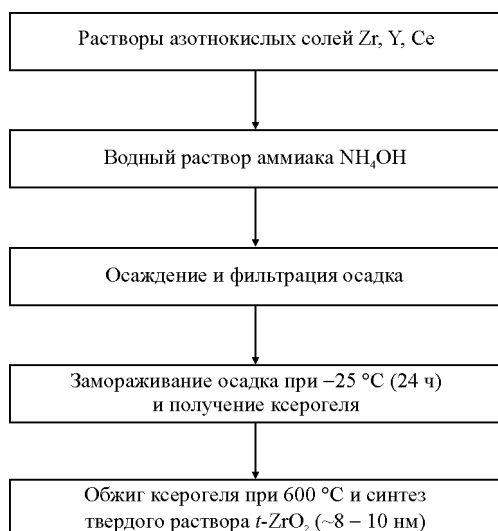 Растворы азотнокислых солей Zr, Y, Ce
Водный раствор аммиака NH₄OH
Осаждение и фильтрация осадка
Замораживание осадка при −25 °C (24 ч)
и получение ксерогеля
Обжиг ксерогеля при 600 °C и синтез
твердого раствора t-ZrO₂ (~8 – 10 нм)